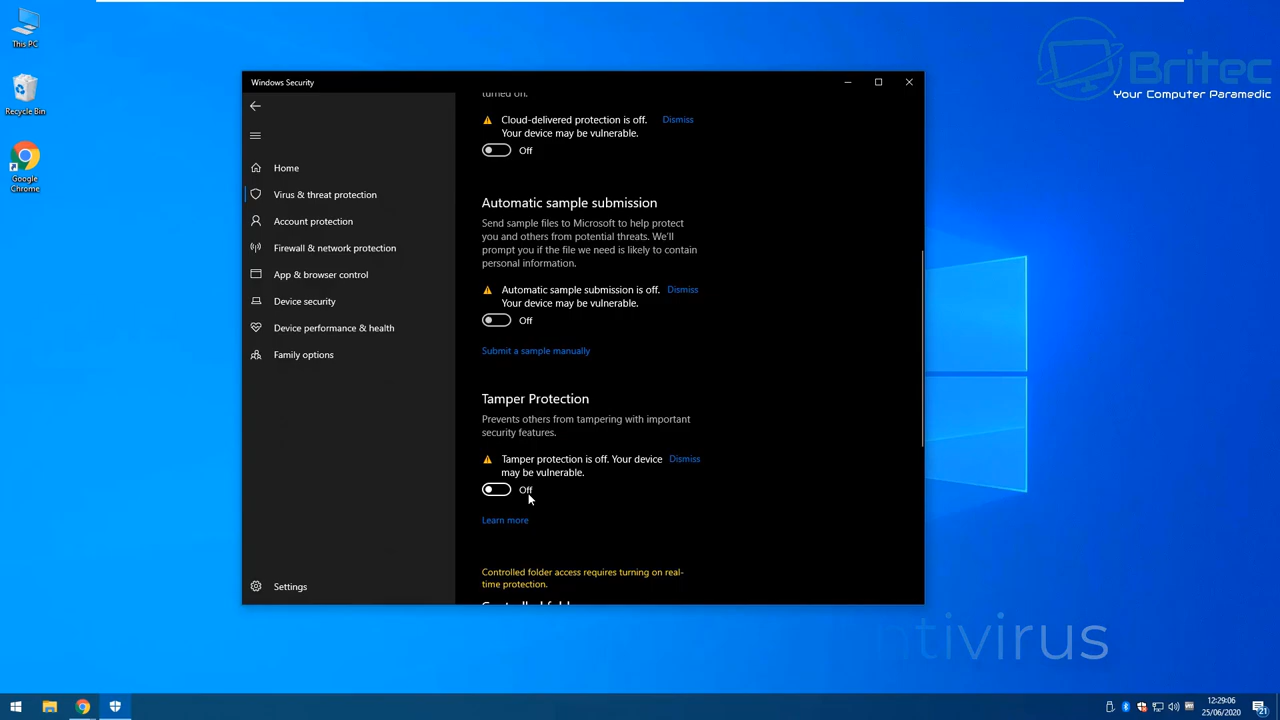 This PC
Recycle Bin
Google
Chrome
Britec
Your Computer Paramedic
Windows Security
Home
Virus & threat protection
Account protection
Firewall & network protection
App & browser control
Device security
Device performance & health
Family options
Settings
turned on.
Cloud-delivered protection is off. Dismiss
Your device may be vulnerable.
Off
Automatic sample submission
Send sample files to Microsoft to help protect
you and others from potential threats. We'll
prompt you if the file we need is likely to contain
personal information.
Automatic sample submission is off. Dismiss
Your device may be vulnerable.
Off
Submit a sample manually
Tamper Protection
Prevents others from tampering with important
security features.
Tamper protection is off. Your device Dismiss
may be vulnerable.
Off
Learn more
Controlled folder access requires turning on real-
time protection.
antivirus
12:29:06
25/06/2020
21